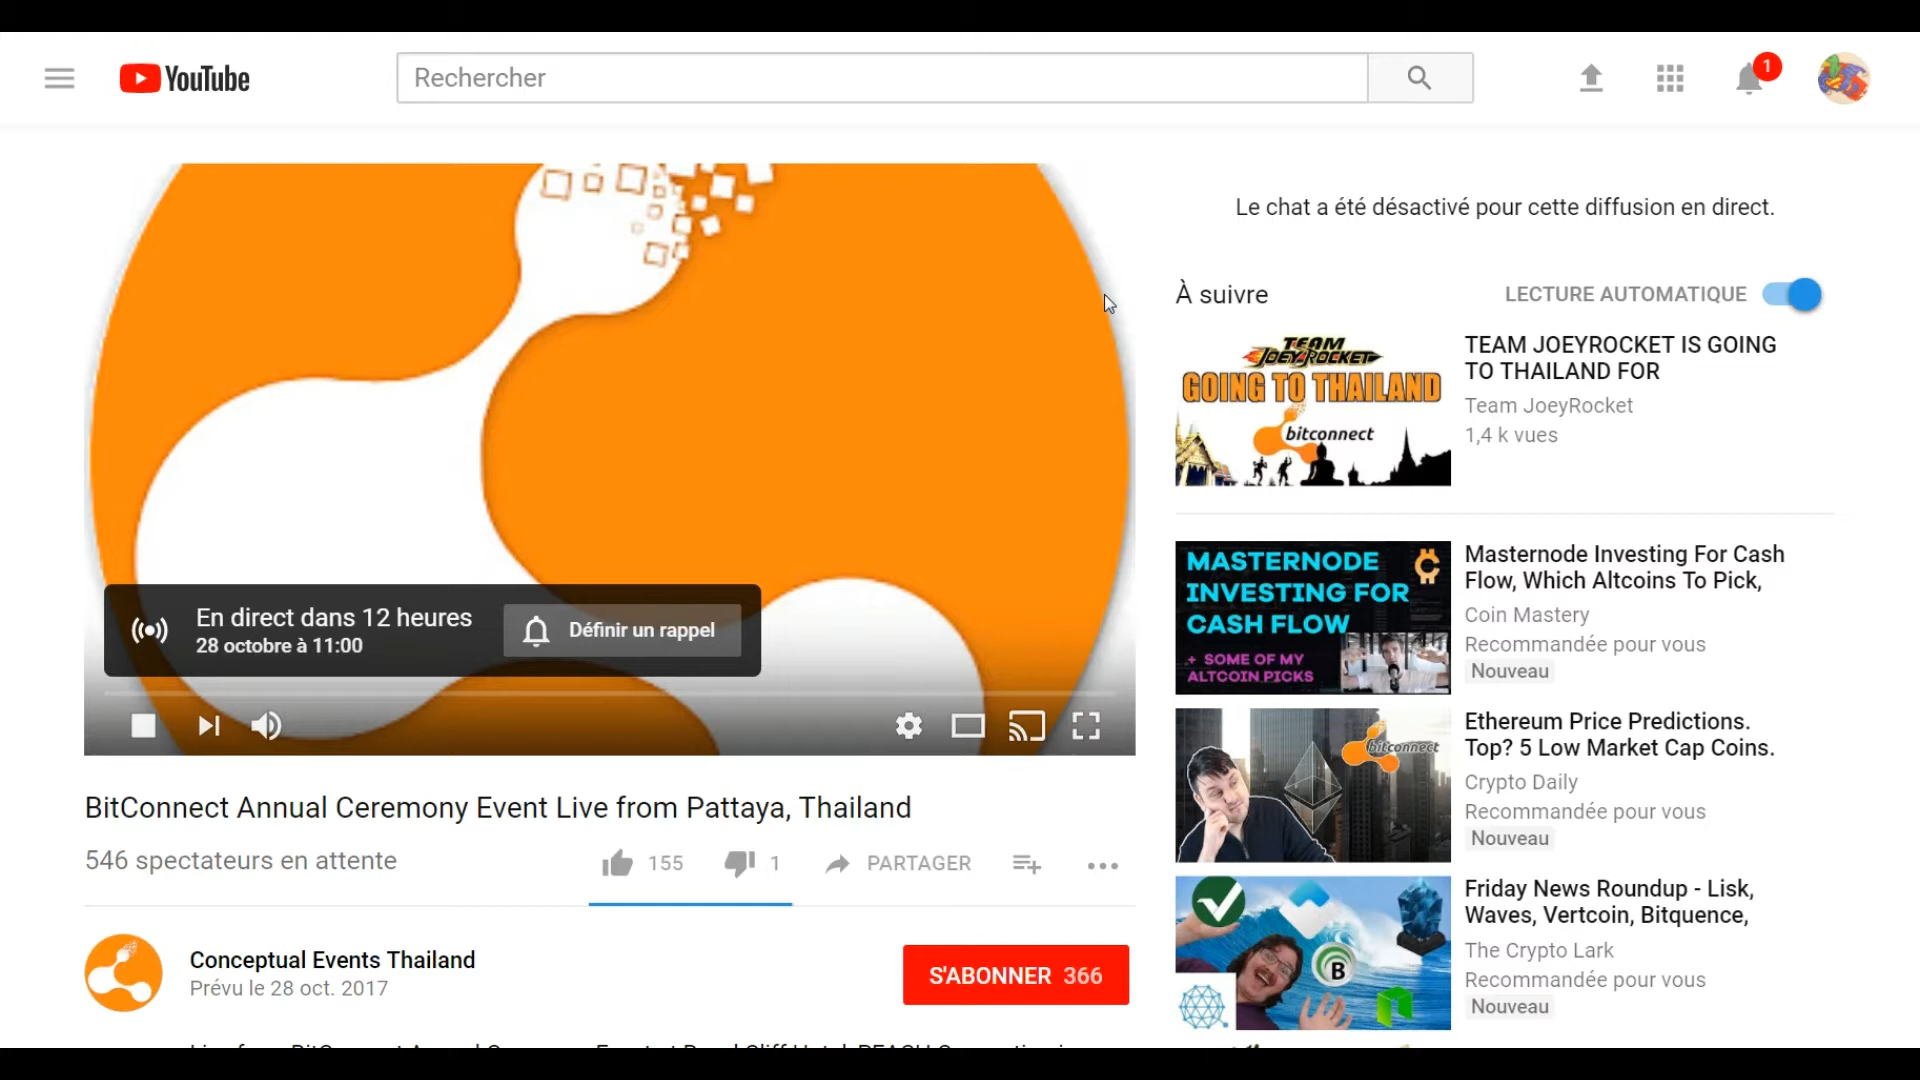 YouTube
Rechercher
1
Le chat a été désactivé pour cette diffusion en direct.
À suivre
LECTURE AUTOMATIQUE
TEAM
JOEYROCKET
GOING TO THAILAND
bitconnect
TEAM JOEYROCKET IS GOING
TO THAILAND FOR
Team JoeyRocket
1,4 k vues
MASTERNODE
INVESTING FOR
CASH FLOW
+ SOME OF MY
ALTCOIN PICKS
Masternode Investing For Cash
Flow, Which Altcoins To Pick,
Coin Mastery
Recommandée pour vous
Nouveau
bitconnect
Ethereum Price Predictions.
Top? 5 Low Market Cap Coins.
Crypto Daily
Recommandée pour vous
Nouveau
B
Friday News Roundup - Lisk,
Waves, Vertcoin, Bitquence,
The Crypto Lark
Recommandée pour vous
Nouveau
En direct dans 12 heures
28 octobre à 11:00
Définir un rappel
BitConnect Annual Ceremony Event Live from Pattaya, Thailand
546 spectateurs en attente
155
1
PARTAGER
Conceptual Events Thailand
Prévu le 28 oct. 2017
S'ABONNER 366